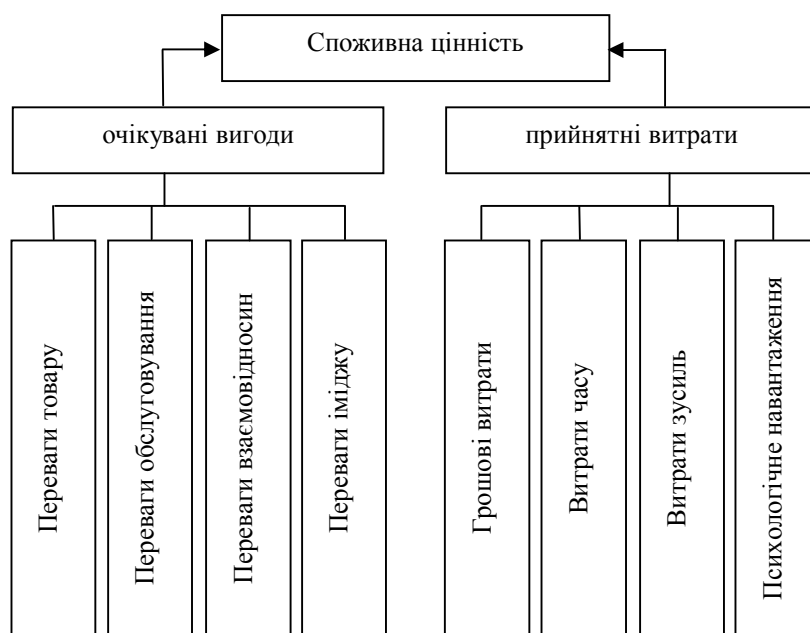 Споживна цінність
очікувані вигоди
прийнятні витрати
Переваги товару
Переваги обслуговування
Переваги взаємовідносин
Переваги іміджу
Грошові витрати
Витрати часу
Витрати зусиль
Психологічне навантаження